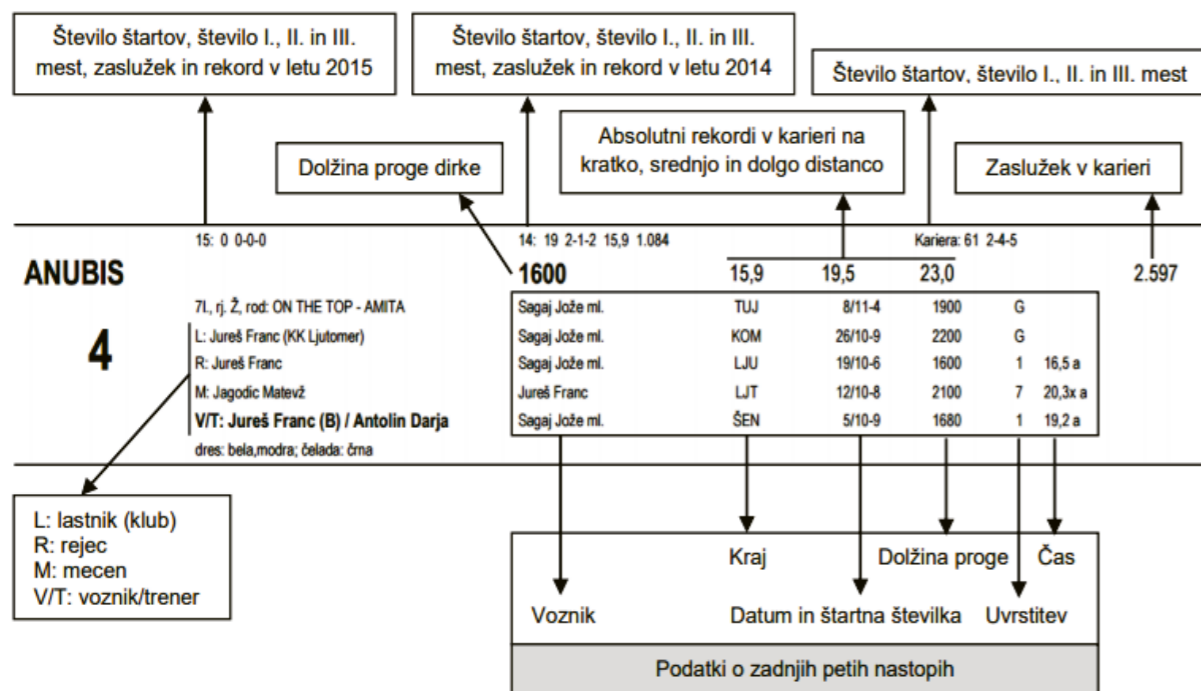 Število štartov, število I., II. in III.
mest, zaslužek in rekord v letu 2015
Število štartov, število I., II. in III.
mest, zaslužek in rekord v letu 2014
Število štartov, število I., II. in III. mest
Dolžina proge dirke
Absolutni rekordi v karieri na
kratko, srednjo in dolgo distanco
Zaslužek v karieri
15: 0 0-0-0
14: 19 2-1-2 15,9 1.084
Kariera: 61 2-4-5
ANUBIS
1600 15,9 19,5 23,0 2.597
4
7l., rj. Ž, rod: ON THE TOP - AMITA
L: Jureš Franc (KK Ljutomer)
R: Jureš Franc
M: Jagodic Matevž
V/T: Jureš Franc (B) / Antolin Darja
dres: bela,modra; čelada: črna
Sagaj Jože ml. TUJ 8/11-4 1900 G
Sagaj Jože ml. KOM 26/10-9 2200 G
Sagaj Jože ml. LJU 19/10-6 1600 1 16,5 a
Jureš Franc LJT 12/10-8 2100 7 20,3x a
Sagaj Jože ml. ŠEN 5/10-9 1680 1 19,2 a
L: lastnik (klub)
R: rejec
M: mecen
V/T: voznik/trener
Kraj Dolžina proge Čas
Voznik Datum in štartna številka Uvrstitev
Podatki o zadnjih petih nastopih